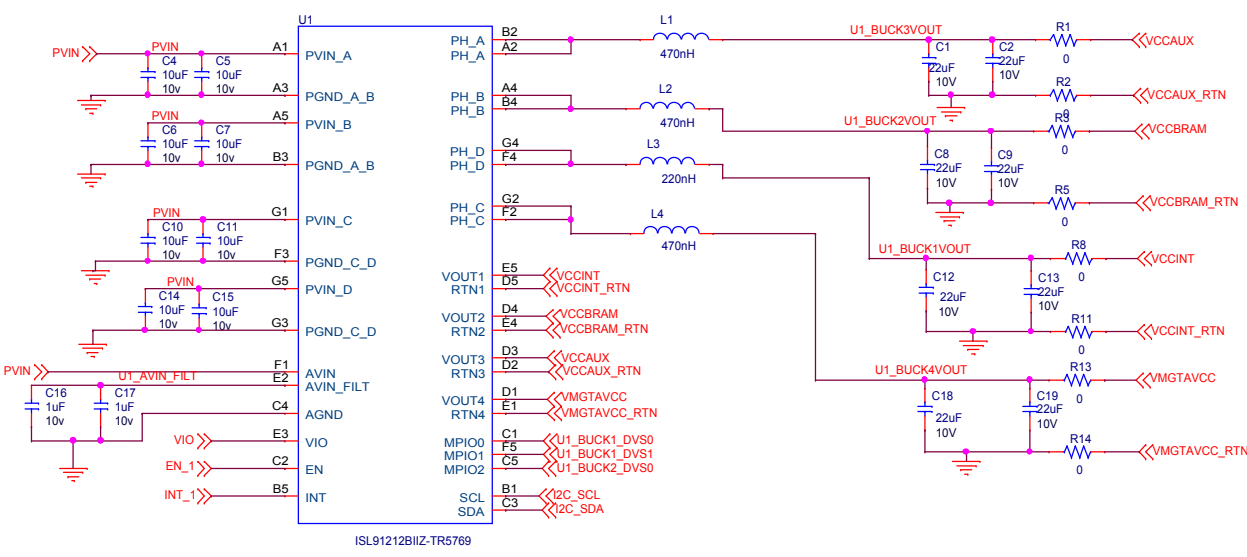 U1
PVIN
PVIN
A1
PVIN_A
C4
C5
10uF
10uF
10v
10v
A3
PGND_A_B
PVIN
A5
PVIN_B
C6
C7
10uF
10uF
10v
10v
B3
PGND_A_B
PVIN
G1
PVIN_C
C10
C11
10uF
10uF
10v
10v
F3
PGND_C_D
PVIN
G5
PVIN_D
C14
C15
10uF
10uF
10v
10v
G3
PGND_C_D
PVIN
F1
AVIN
U1_AVIN_FILT
E2
AVIN_FILT
C16
C17
1uF
1uF
10v
10v
C4
AGND
VIO
E3
VIO
EN_1
C2
EN
INT_1
B5
INT
PH_A
B2
PH_A
A2
PH_B
A4
PH_B
B4
PH_D
G4
PH_D
F4
PH_C
G2
PH_C
F2
VOUT1
E5
VCCINT
RTN1
D5
VCCINT_RTN
VOUT2
D4
VCCBRAM
RTN2
E4
VCCBRAM_RTN
VOUT3
D3
VCCAUX
RTN3
D2
VCCAUX_RTN
VOUT4
D1
VMGTAVCC
RTN4
E1
VMGTAVCC_RTN
MPIO0
C1
U1_BUCK1_DVS0
MPIO1
F5
U1_BUCK1_DVS1
MPIO2
C5
U1_BUCK2_DVS0
SCL
B1
I2C_SCL
SDA
C3
I2C_SDA
ISL91212BIIZ-TR5769
L1
470nH
L2
470nH
L3
220nH
L4
470nH
U1_BUCK3VOUT
R1
0
VCCAUX
C1
C2
22uF
22uF
10V
10V
R2
0
VCCAUX_RTN
U1_BUCK2VOUT
R3
VCCBRAM
C8
C9
22uF
22uF
10V
10V
R5
0
VCCBRAM_RTN
U1_BUCK1VOUT
R8
0
VCCINT
C12
C13
22uF
22uF
10V
10V
R11
0
VCCINT_RTN
U1_BUCK4VOUT
R13
0
VMGTAVCC
C18
C19
22uF
22uF
10V
10V
R14
0
VMGTAVCC_RTN